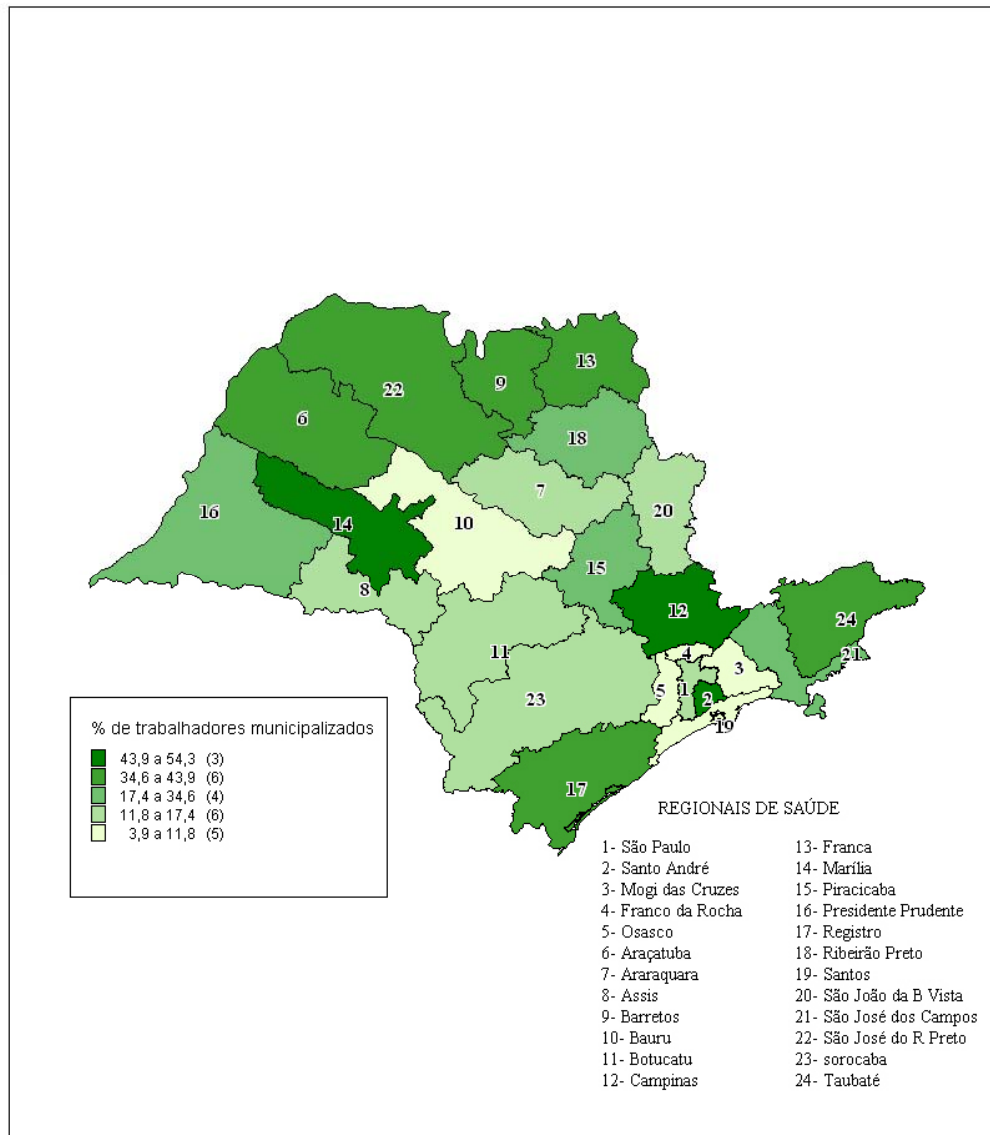 13
9
22
6
18
7
16
20
10
14
15
8
12
24
4
21
11
3
5
1
23
2
19
17
% de trabalhadores municipalizados
43,9 a 54,3 (3)
34,6 a 43,9 (6)
17,4 a 34,6 (4)
11,8 a 17,4 (6)
3,9 a 11,8 (5)
REGIONAIS DE SAÚDE
1- São Paulo
2- Santo André
3- Mogi das Cruzes
4- Franco da Rocha
5- Osasco
6- Araçatuba
7- Araraquara
8- Assis
9- Barretos
10- Bauru
11- Botucatu
12- Campinas
13- Franca
14- Marília
15- Piracicaba
16- Presidente Prudente
17- Registro
18- Ribeirão Preto
19- Santos
20- São João da B Vista
21- São José dos Campos
22- São José do R Preto
23- sorocaba
24- Taubaté